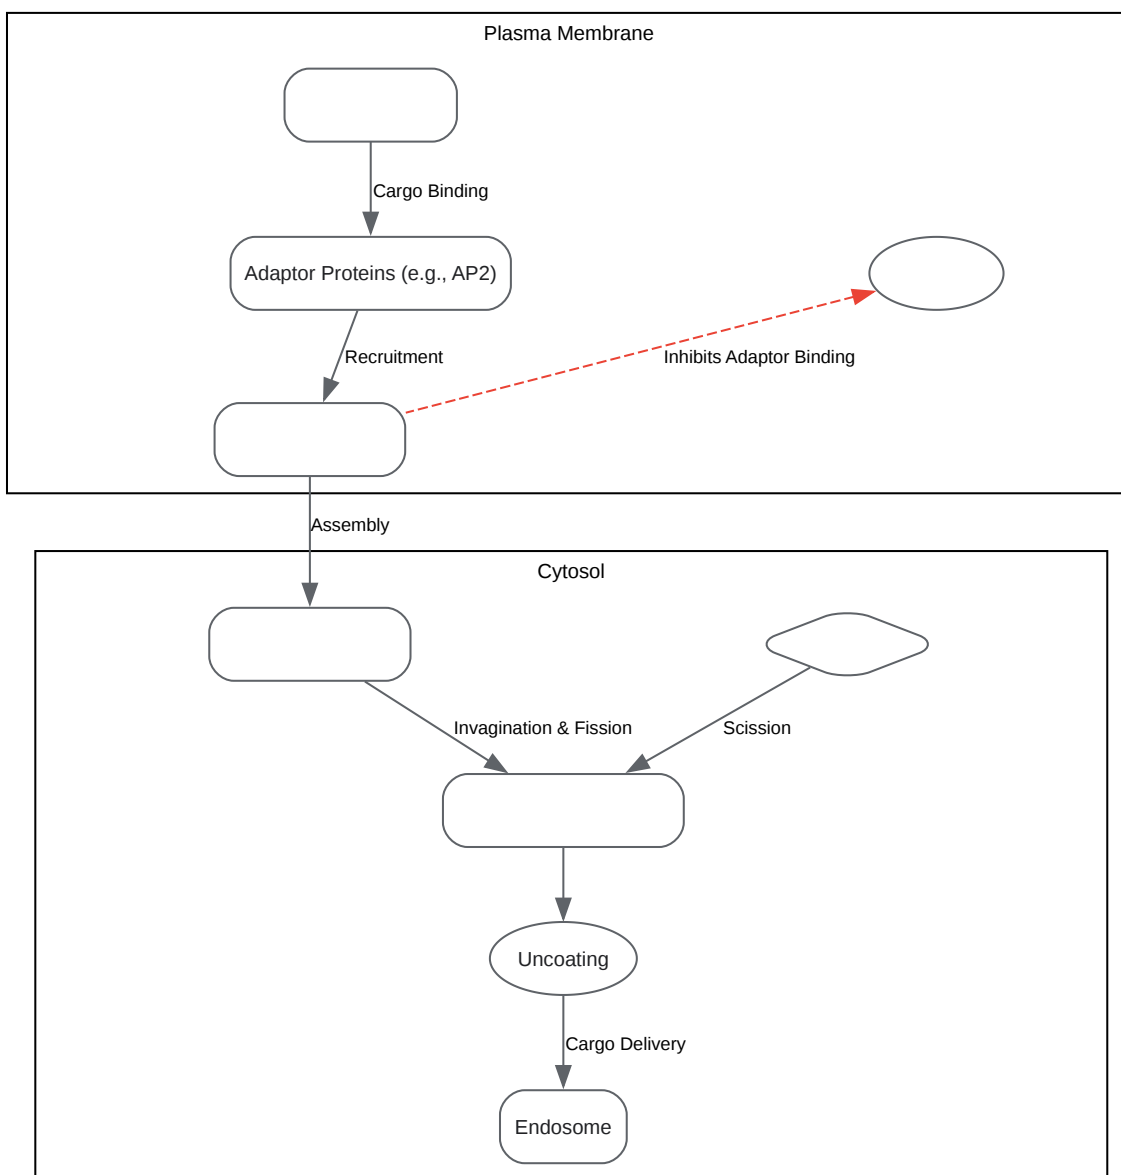 Plasma Membrane
Cargo Binding
Adaptor Proteins (e.g., AP2)
Recruitment
Inhibits Adaptor Binding
Assembly
Cytosol
Invagination & Fission
Scission
Uncoating
Cargo Delivery
Endosome